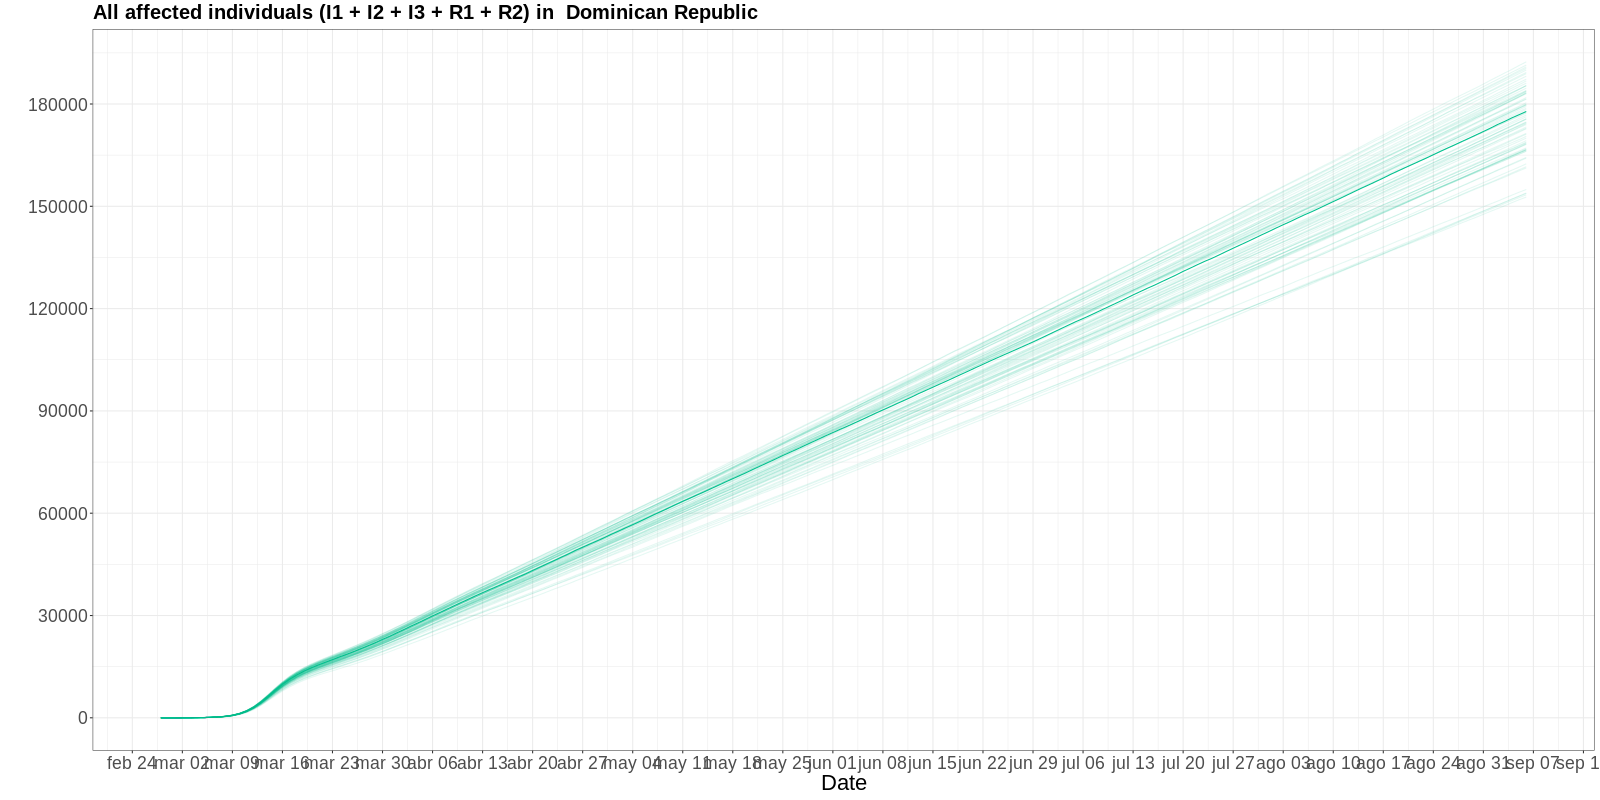 All affected individuals (I1 + I2 + I3 + R1 + R2) in  Dominican Republic
180000
150000
120000
90000
60000
30000
0
feb 24 mar 02 mar 09 mar 16 mar 23 mar 30 abr 06 abr 13 abr 20 abr 27 may 04 may 11 may 18 may 25 jun 01 jun 08 jun 15 jun 22 jun 29 jul 06 jul 13 jul 20 jul 27 ago 03 ago 10 ago 17 ago 24 ago 31 sep 07 sep 1
Date